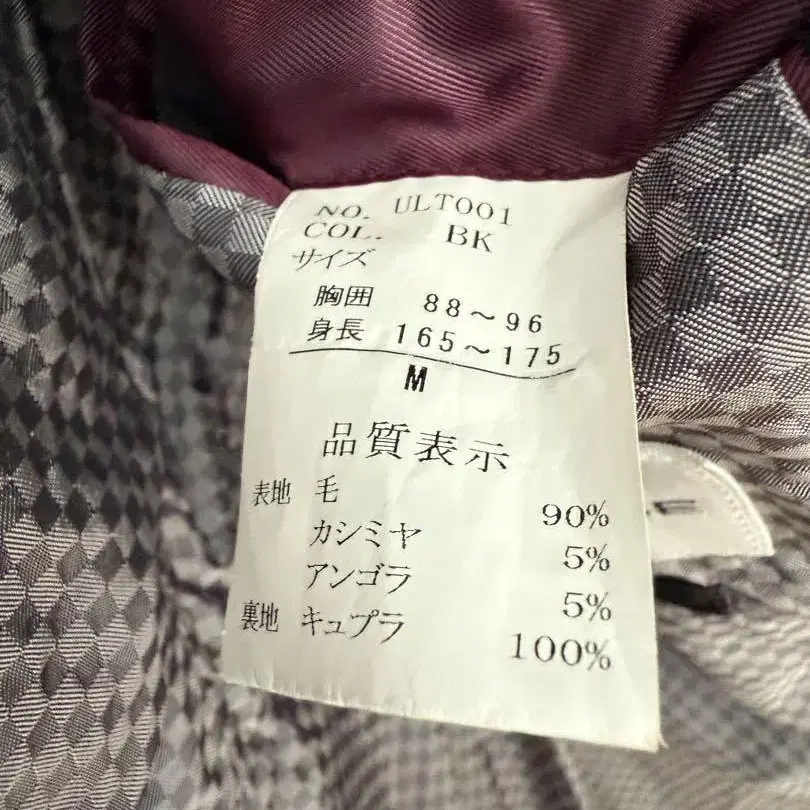 NO. ULT001
COL. BK
サイズ
胸囲 88～96
身長 165～175
M
品質表示
表地 毛 90%
カシミヤ 5%
アンゴラ 5%
裏地 キュプラ 100%